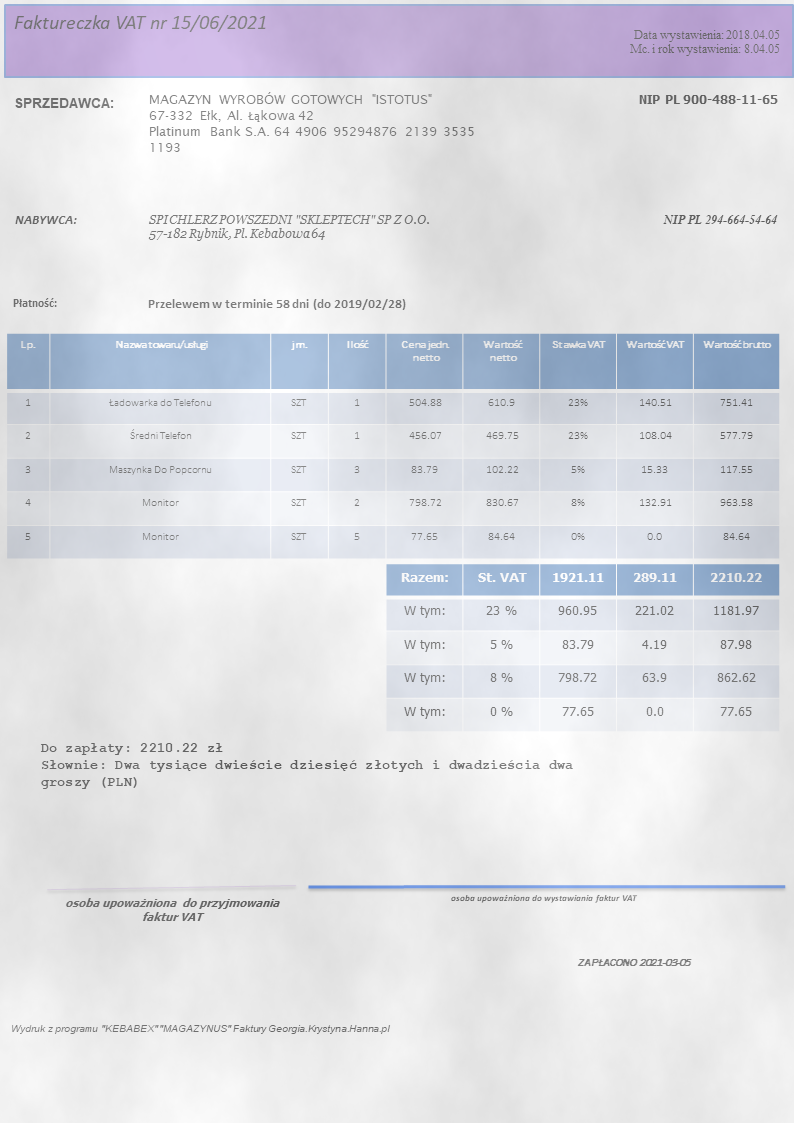 Faktureczka VAT nr 15/06/2021
Data wystawienia: 2018.04.05
Mc. i rok wystawienia: 8.04.05
SPRZEDAWCA: MAGAZYN WYROBÓW GOTOWYCH "ISTOTUS" NIP PL 900-488-11-65
67-332 Ełk, Al. Łąkowa 42
Platinum Bank S.A. 64 4906 95294876 2139 3535
1193
NABYWCA: SPICHLERZ POWSZEDNI "SKLEPTECH" SP Z O.O. NIP PL 294-664-54-64
57-182 Rybnik, Pl. Kebabowa 64
Płatność: Przelewem w terminie 58 dni (do 2019/02/28)
Lp. Nazwa towaru/usługi jm. Ilość Cena jedn. Wartość Stawka VAT Wartość VAT Wartość brutto
netto netto
1 Ładowarka do Telefonu SZT 1 504.88 610.9 23% 140.51 751.41
2 Średni Telefon SZT 1 456.07 469.75 23% 108.04 577.79
3 Maszynka Do Popcornu SZT 3 83.79 102.22 5% 15.33 117.55
4 Monitor SZT 2 798.72 830.67 8% 132.91 963.58
5 Monitor SZT 5 77.65 84.64 0% 0.0 84.64
Razem: St. VAT 1921.11 289.11 2210.22
W tym: 23 % 960.95 221.02 1181.97
W tym: 5 % 83.79 4.19 87.98
W tym: 8 % 798.72 63.9 862.62
W tym: 0 % 77.65 0.0 77.65
Do zapłaty: 2210.22 zł
Słownie: Dwa tysiące dwieście dziesięć złotych i dwadzieścia dwa
groszy (PLN)
osoba upoważniona do przyjmowania
faktur VAT
osoba upoważniona do wystawiania faktur VAT
ZAPŁACONO 2021-03-05
Wydruk z programu "KEBABEX" "MAGAZYNUS" Faktury Georgia.Krystyna.Hanna.pl